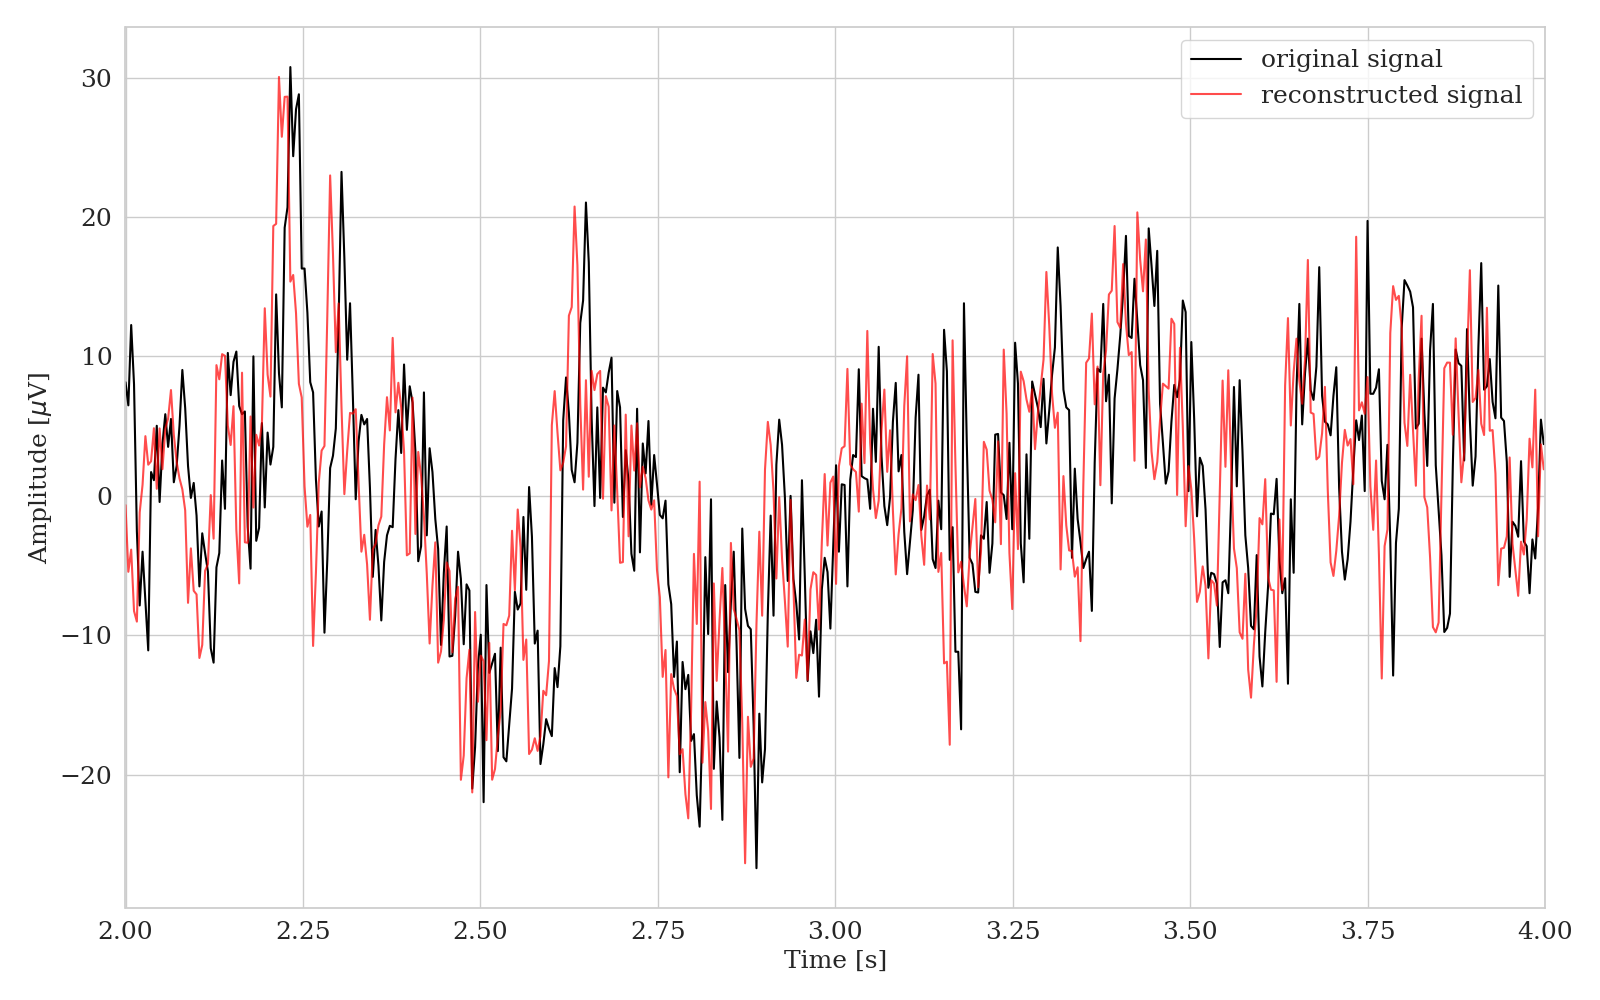 original signal
reconstructed signal
30
20
10
0
−10
−20
Amplitude [μV]
2.00 2.25 2.50 2.75 3.00 3.25 3.50 3.75 4.00
Time [s]